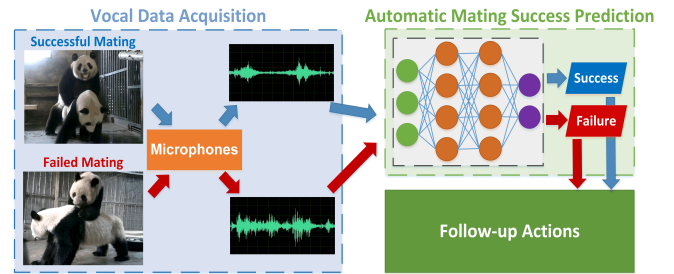 Vocal Data Acquisition
Automatic Mating Success Prediction
Successful Mating
Failed Mating
Microphones
Success
Failure
Follow-up Actions